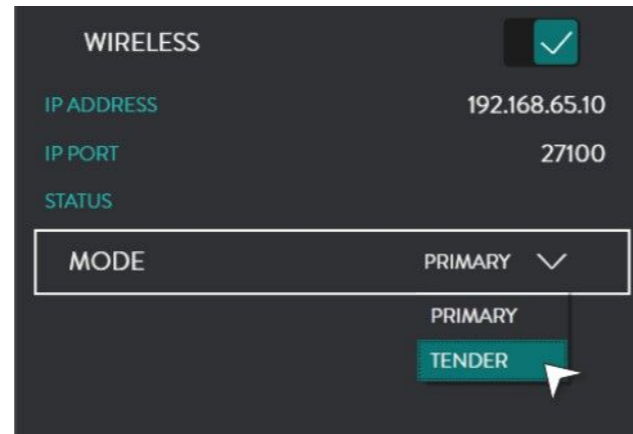 WIRELESS
IP ADDRESS 192.168.65.10
IP PORT 27100
STATUS
MODE PRIMARY
PRIMARY
TENDER